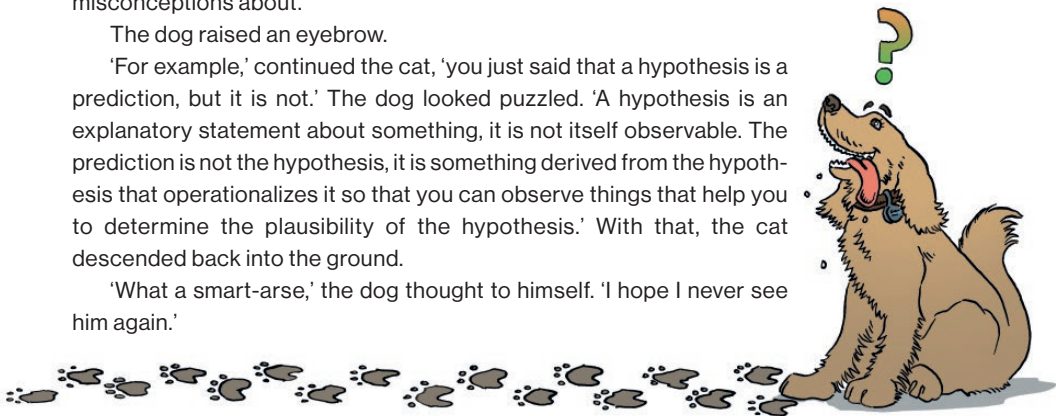 misconceptions about.
The dog raised an eyebrow.
‘For example,’ continued the cat, ‘you just said that a hypothesis is a
prediction, but it is not.’ The dog looked puzzled. ‘A hypothesis is an
explanatory statement about something, it is not itself observable. The
prediction is not the hypothesis, it is something derived from the hypoth-
esis that operationalizes it so that you can observe things that help you
to determine the plausibility of the hypothesis.’ With that, the cat
descended back into the ground.
‘What a smart-arse,’ the dog thought to himself. ‘I hope I never see
him again.’
?